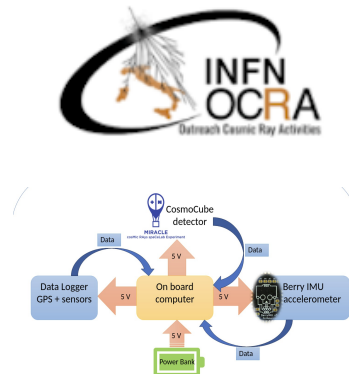 INFN
OCRA
Outreach Cosmic Ray Activities
CosmoCube
detector
MIRACLE
Data
Data
5 V
Data Logger
GPS + sensors
5 V
On board
computer
5 V
Berry IMU
accelerometer
5 V
Power Bank
Data